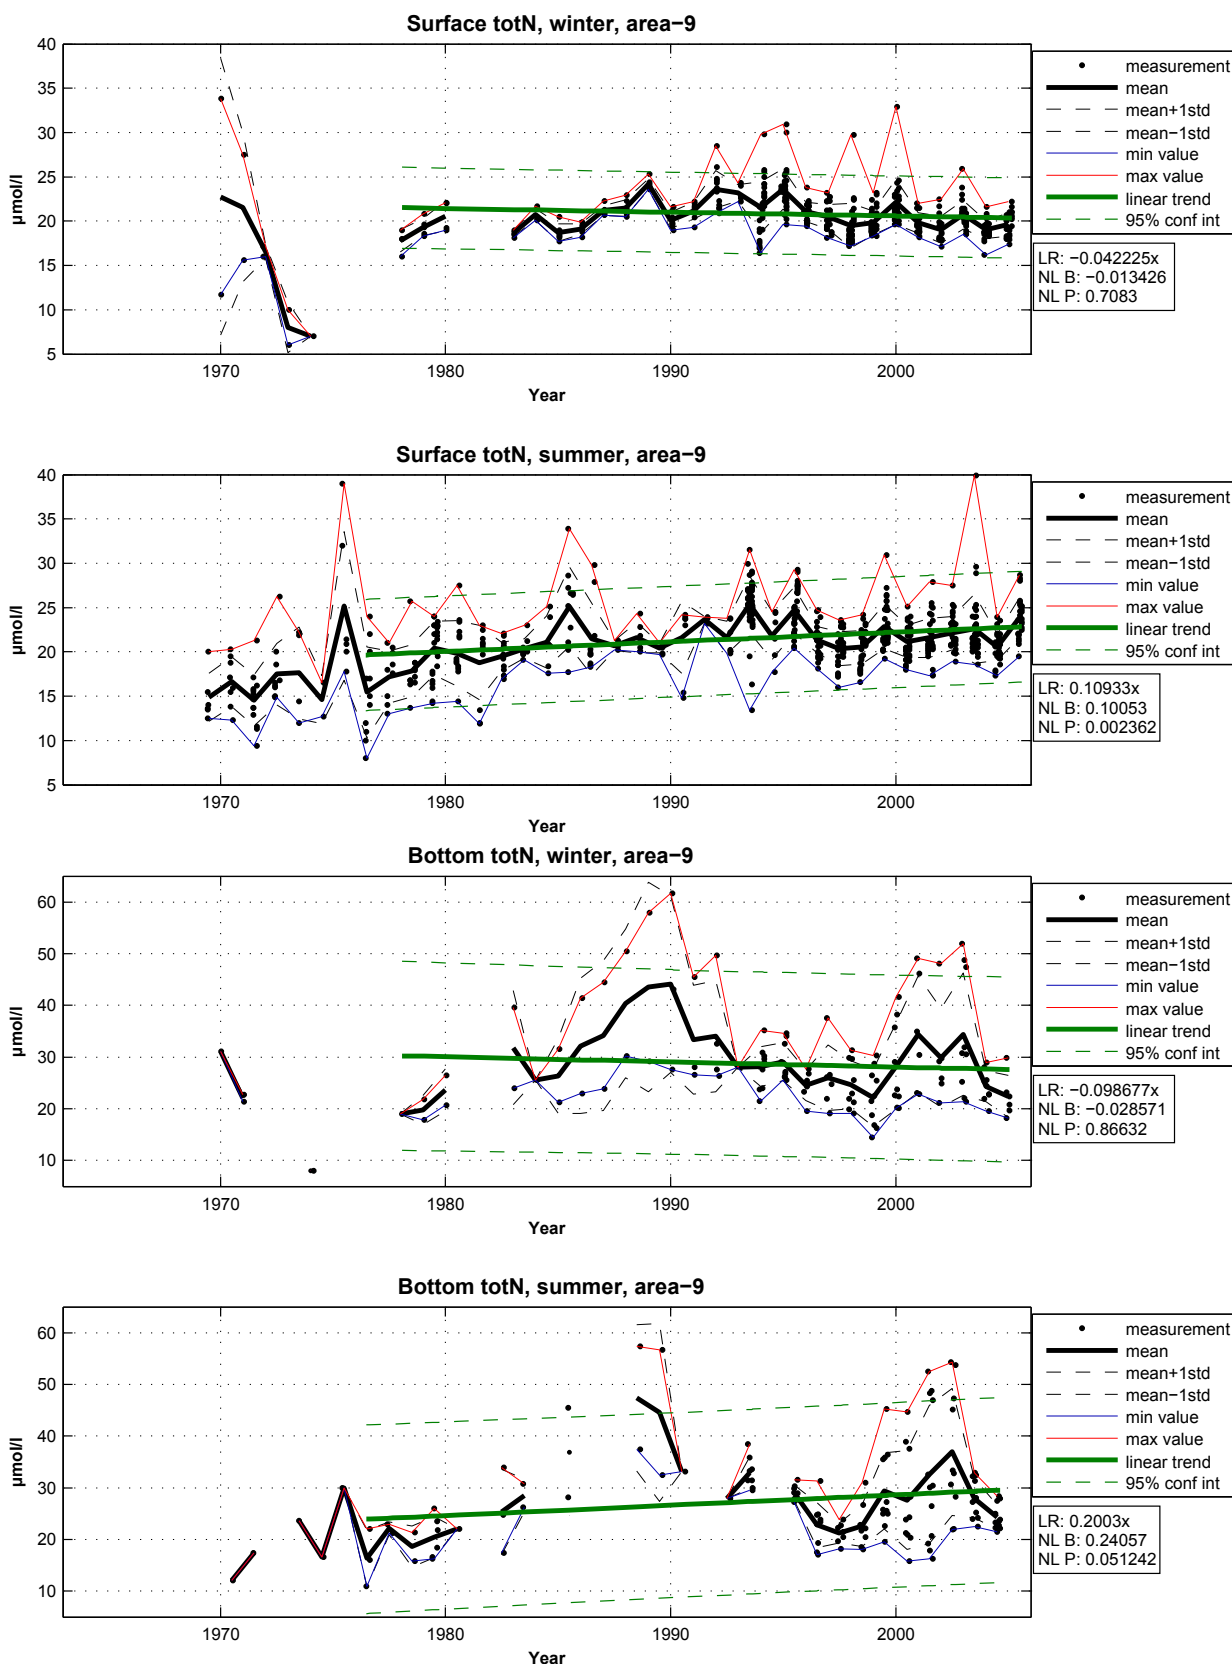 Surface totN, winter, area−9
40
35
30
25
20
15
10
5
µmol/l
1970
1980
1990
2000
Year
measurement
mean
mean+1std
mean−1std
min value
max value
linear trend
95% conf int
LR: −0.042225x
NL B: −0.013426
NL P: 0.7083
Surface totN, summer, area−9
40
35
30
25
20
15
10
5
µmol/l
1970
1980
1990
2000
Year
measurement
mean
mean+1std
mean−1std
min value
max value
linear trend
95% conf int
LR: 0.10933x
NL B: 0.10053
NL P: 0.002362
Bottom totN, winter, area−9
60
50
40
30
20
10
µmol/l
1970
1980
1990
2000
Year
measurement
mean
mean+1std
mean−1std
min value
max value
linear trend
95% conf int
LR: −0.098677x
NL B: −0.028571
NL P: 0.86632
Bottom totN, summer, area−9
60
50
40
30
20
10
µmol/l
1970
1980
1990
2000
Year
measurement
mean
mean+1std
mean−1std
min value
max value
linear trend
95% conf int
LR: 0.2003x
NL B: 0.24057
NL P: 0.051242